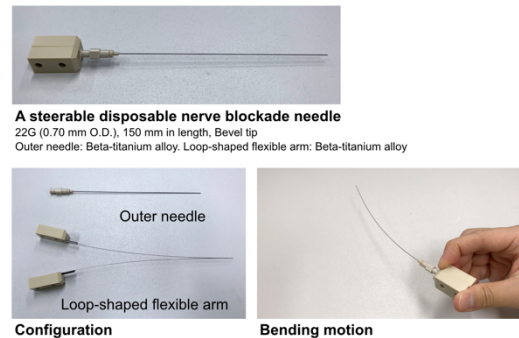 A steerable disposable nerve blockade needle
22G (0.70 mm O.D.), 150 mm in length, Bevel tip
Outer needle: Beta-titanium alloy. Loop-shaped flexible arm: Beta-titanium alloy
Outer needle
Loop-shaped flexible arm
Configuration
Bending motion